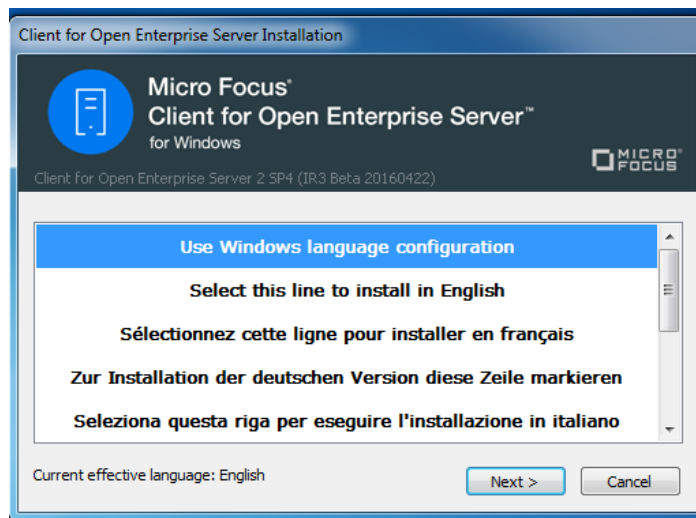 Client for Open Enterprise Server Installation
Micro Focus®
Client for Open Enterprise Server™
for Windows
MICRO®
FOCUS
Client for Open Enterprise Server 2 SP4 (IR3 Beta 20160422)
Use Windows language configuration
Select this line to install in English
Sélectionnez cette ligne pour installer en français
Zur Installation der deutschen Version diese Zeile markieren
Seleziona questa riga per eseguire l'installazione in italiano
Current effective language: English
Next >
Cancel